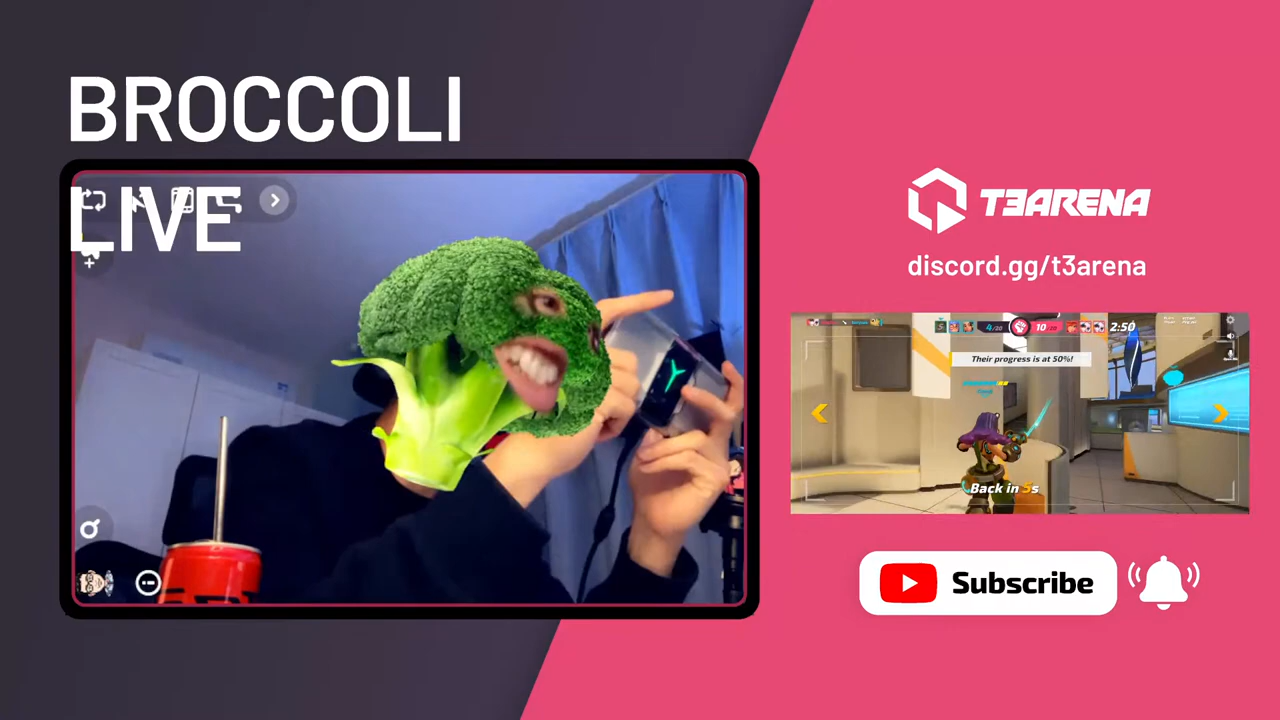 BROCCOLI
LIVE
T3ARENA
discord.gg/t3arena
4/20
10/20
2:50
Their progress is at 50%!
Back in 5s
Subscribe